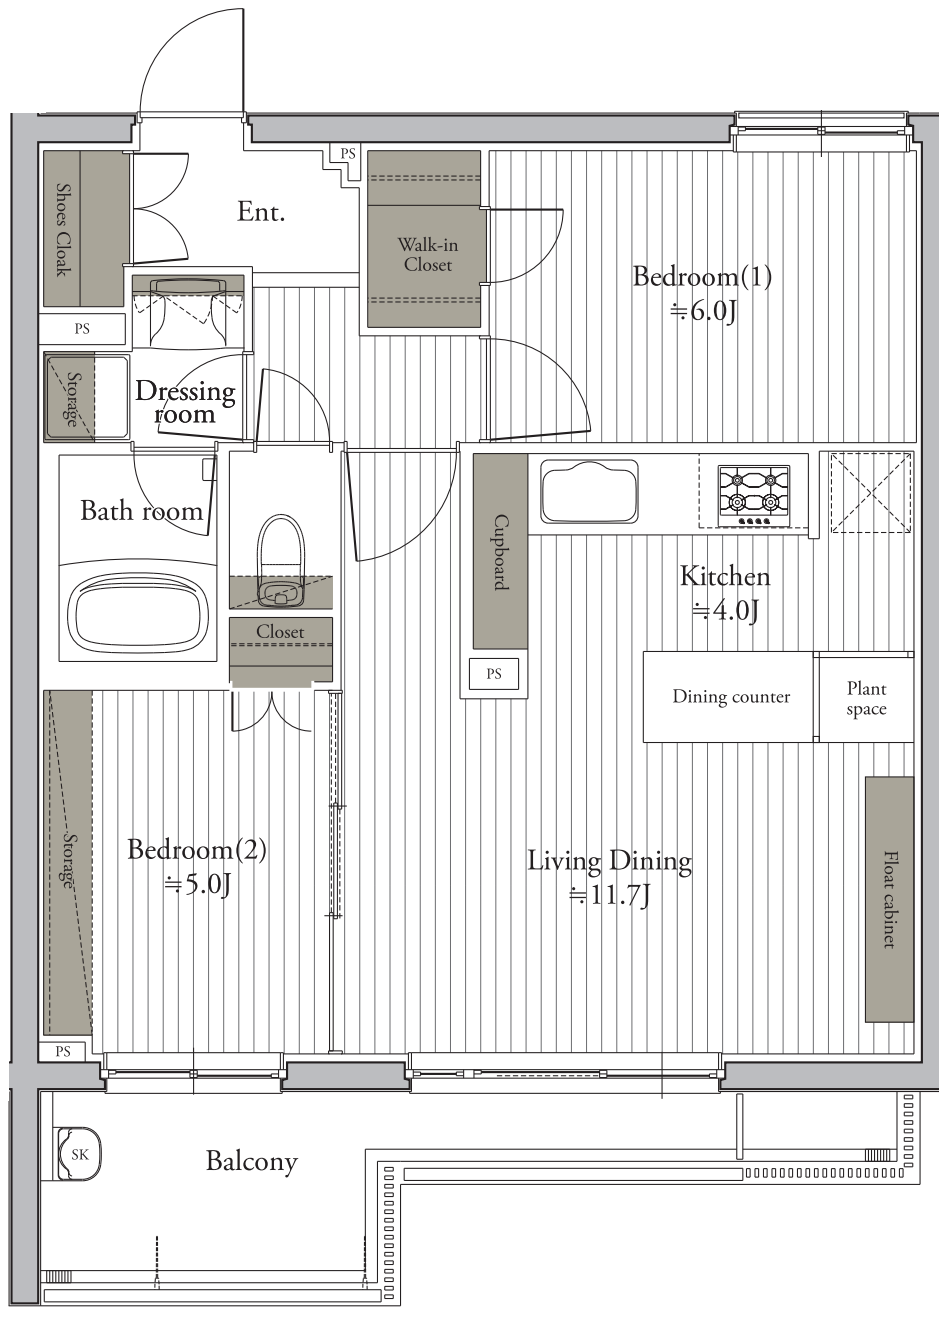 PS
Shoes Cloak
Ent.
Walk-in
Closet
Bedroom(1)
≒6.0J
PS
Storage
Dressing
room
Bath room
Cupboard
Kitchen
≒4.0J
Closet
PS
Dining counter
Plant
space
Storage
Bedroom(2)
≒5.0J
Living Dining
≒11.7J
Float cabinet
PS
SK
Balcony